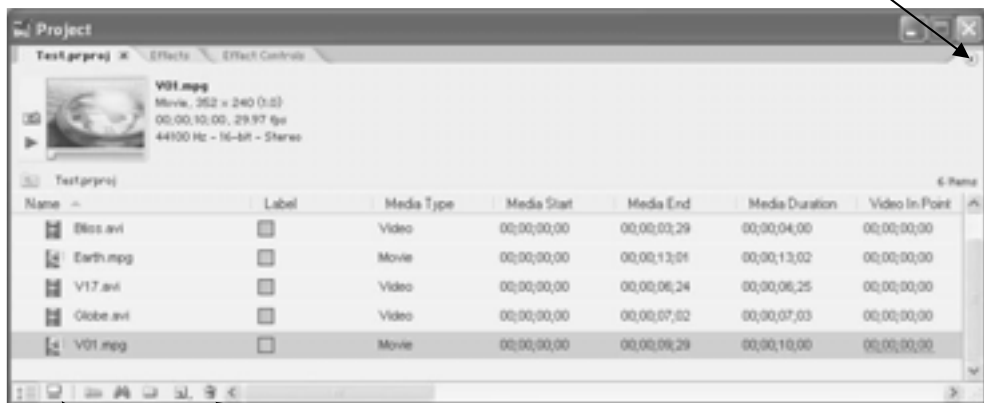 Project
Test.prproj Effects Effect Controls
V01.mpg
Movie, 352 x 240 (1.0)
00;00;10;00, 29.97 fps
44100 Hz - 16-bit - Stereo
Test.prproj 6 Items
Name Label Media Type Media Start Media End Media Duration Video In Point
Bliss.avi Video 00;00;00;00 00;00;03;29 00;00;04;00 00;00;00;00
Earth.mpg Movie 00;00;00;00 00;00;13;01 00;00;13;02 00;00;00;00
V17.avi Video 00;00;00;00 00;00;06;24 00;00;06;25 00;00;00;00
Globe.avi Video 00;00;00;00 00;00;07;02 00;00;07;03 00;00;00;00
V01.mpg Movie 00;00;00;00 00;00;09;29 00;00;10;00 00;00;00;00